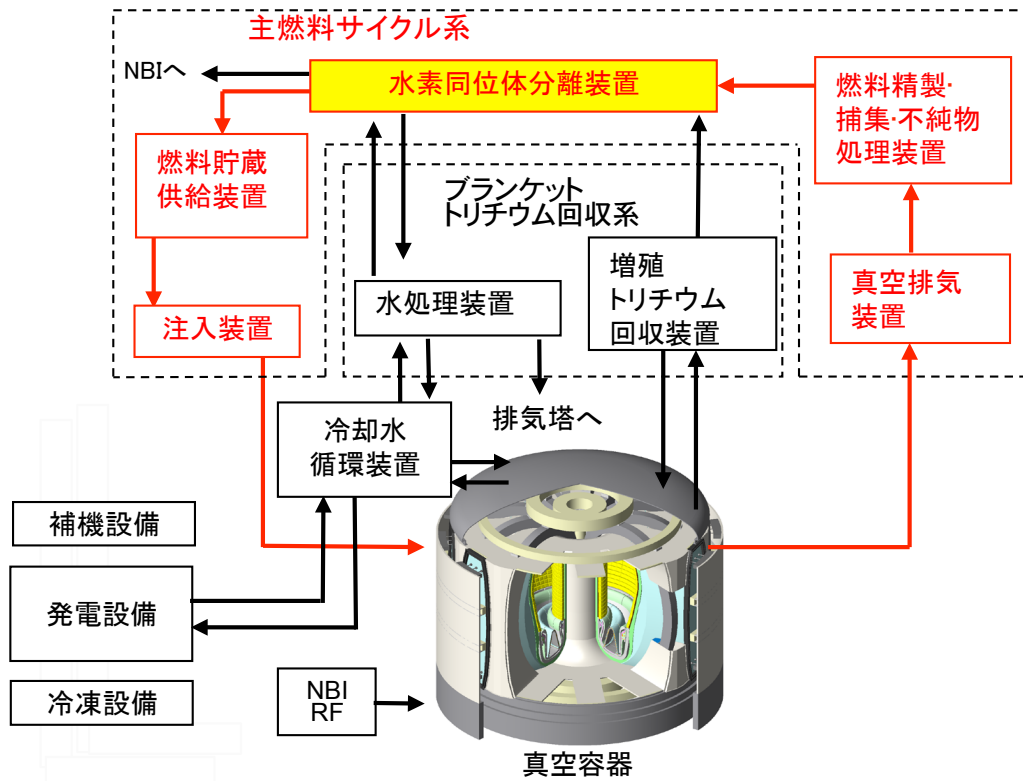 主燃料サイクル系
NBIへ
水素同位体分離装置
燃料精製・
捕集・不純物
処理装置
燃料貯蔵
供給装置
ブランケット
トリチウム回収系
増殖
トリチウム
回収装置
水処理装置
真空排気
装置
注入装置
排気塔へ
冷却水
循環装置
補機設備
発電設備
冷凍設備
NBI
RF
真空容器